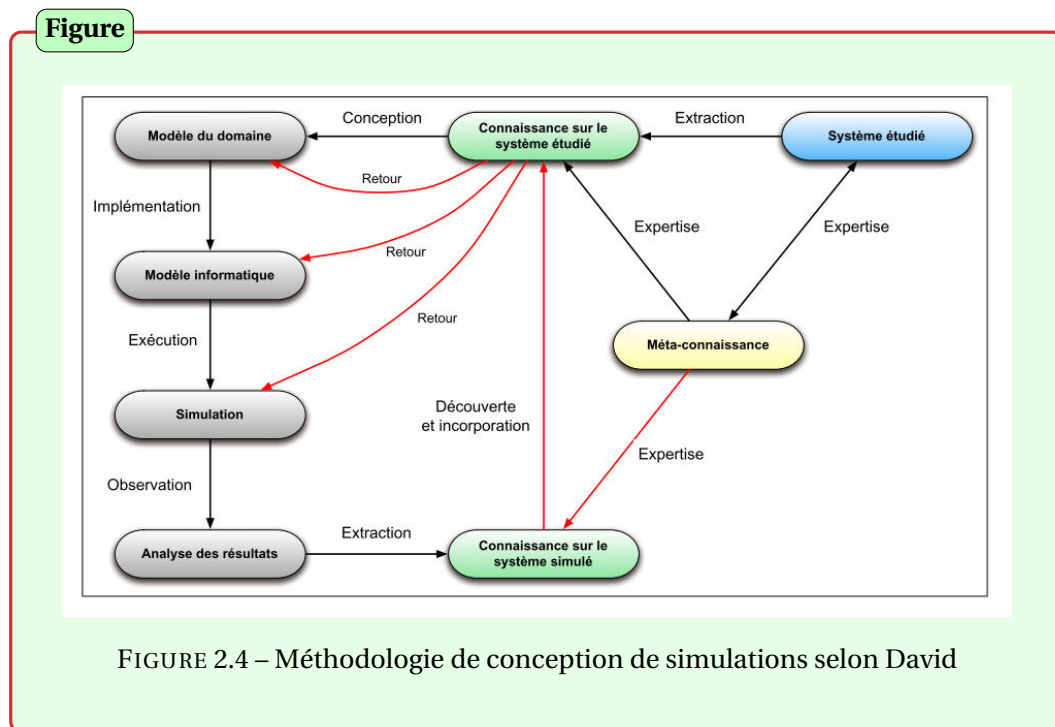 Figure
Modèle du domaine
Conception
Connaissance sur le
système étudié
Extraction
Système étudié
Retour
Implémentation
Expertise
Expertise
Retour
Modèle informatique
Retour
Exécution
Méta-connaissance
Simulation
Découverte
et incorporation
Expertise
Observation
Analyse des résultats
Extraction
Connaissance sur le
système simulé
FIGURE 2.4 – Méthodologie de conception de simulations selon David